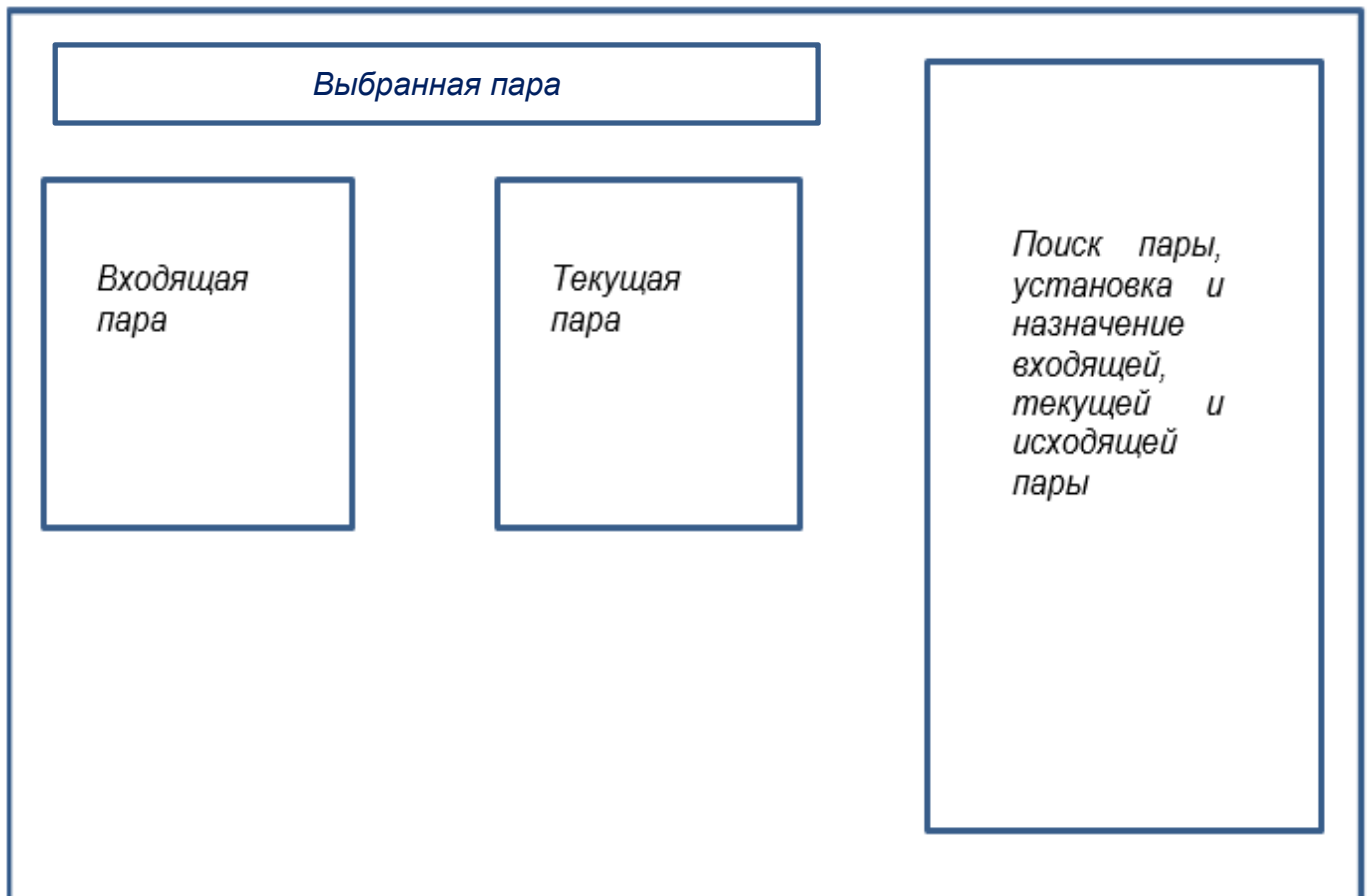 Выбранная пара
Входящая
пара
Текущая
пара
Поиск пары,
установка и
назначение
входящей,
текущей и
исходящей
пары